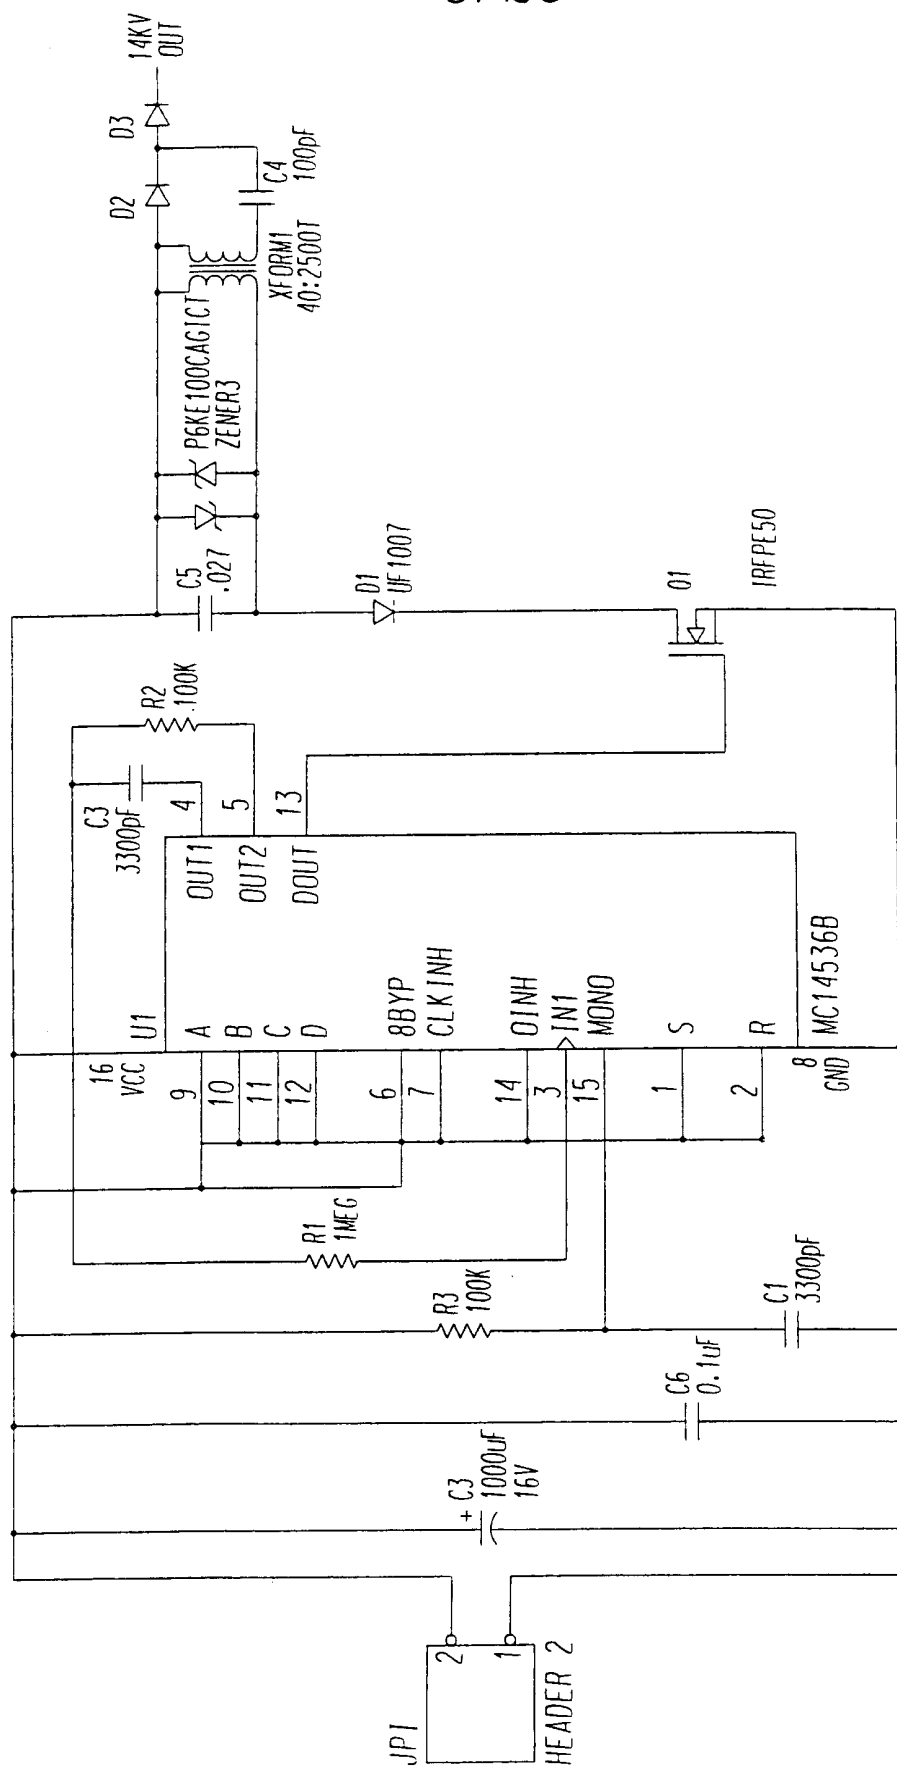 14KV
OUT
D3
D2
C4
100pF
XFORM1
40:2500T
P6KE100CAGICT
ZENER3
C5
.027
D1
UF1007
Q1
IRFPE50
R2
.100K
C3
3300pF
4
5
13
OUT1
OUT2
DOUT
U1
A
B
C
D
8BYP
CLKINH
OINH
IN1
MONO
S
R
MC14536B
16
VCC
9
10
11
12
6
7
14
3
15
1
2
8
GND
R1
1MEG
R3
100K
C1
3300pF
C6
0.1uF
+ C3
1000uF
16V
2
1
JP1
HEADER 2